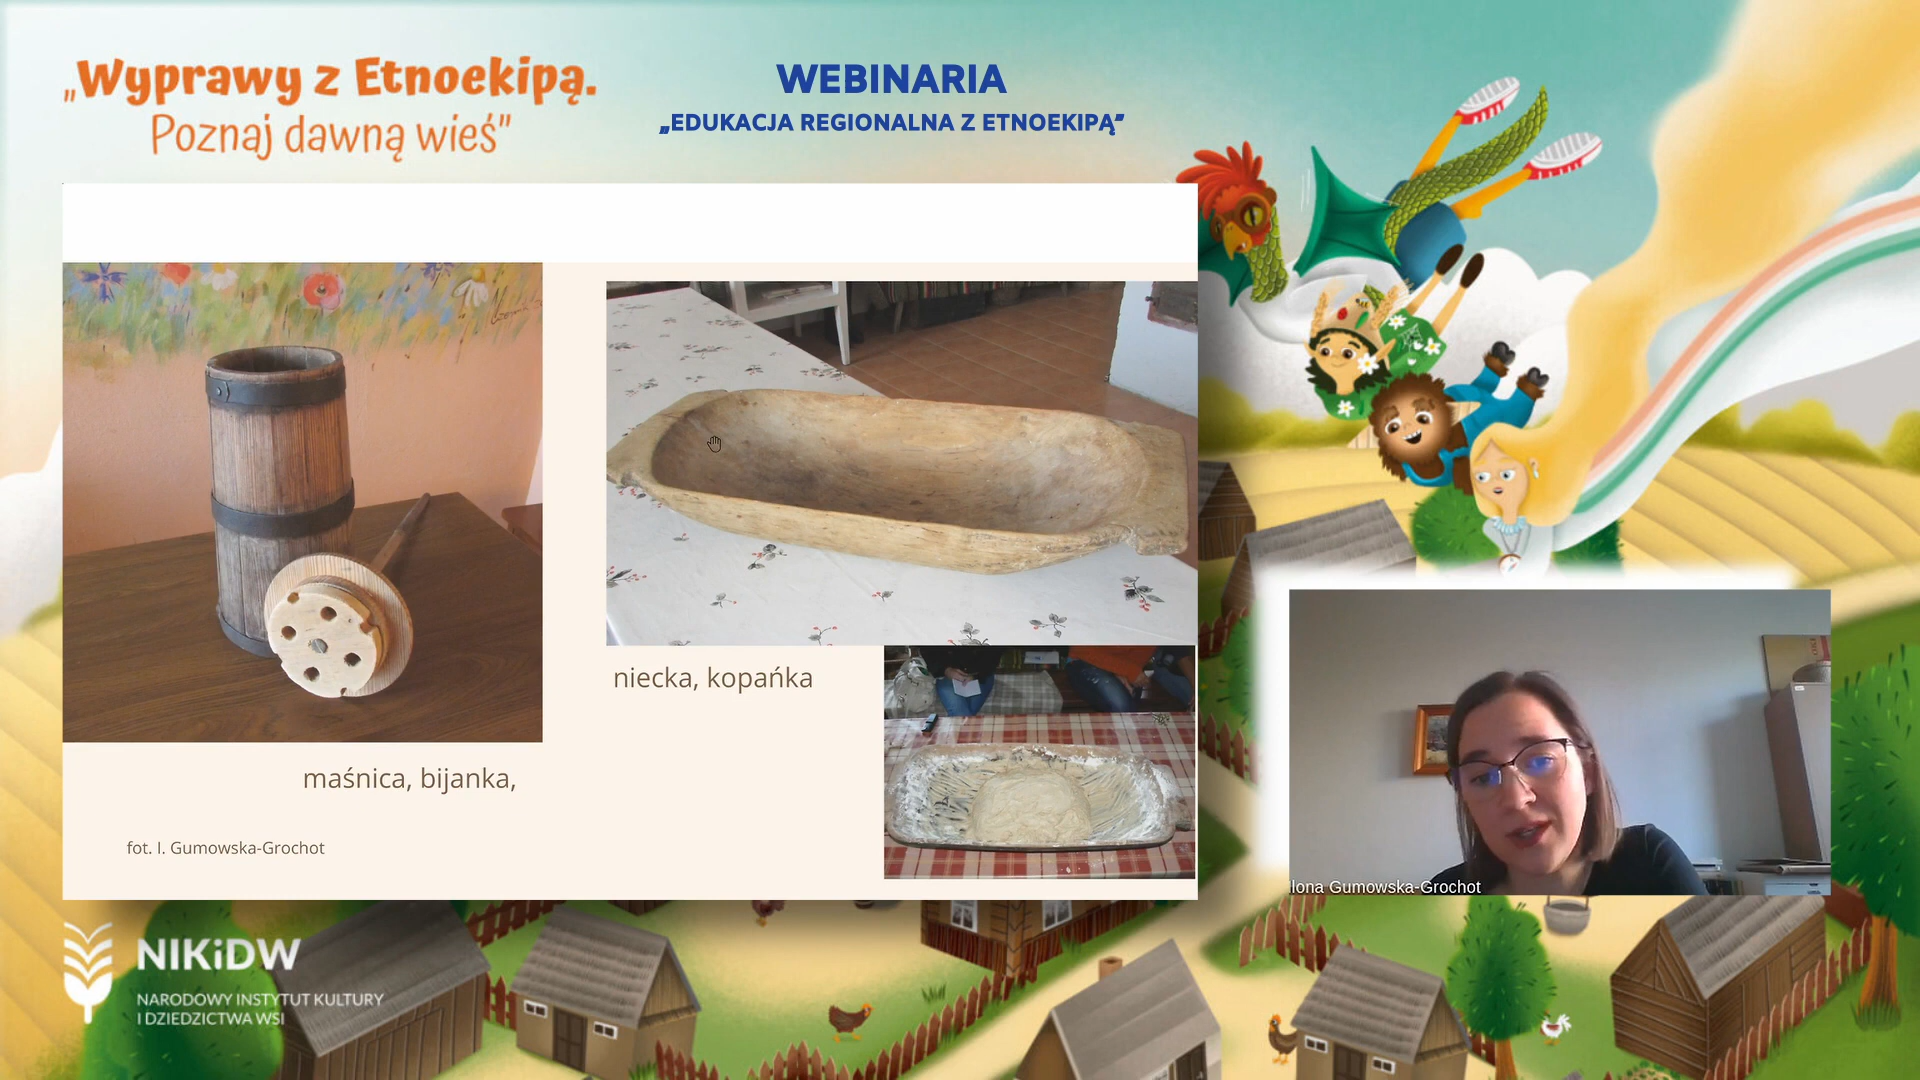 „Wyprawy z Etnoekipą.
Poznaj dawną wieś”
WEBINARIA
„EDUKACJA REGIONALNA Z ETNOEKIPĄ”
niecka, kopańka
maśnica, bijanka,
fot. I. Gumowska-Grochot
Ilona Gumowska-Grochot
NIKiDW
NARODOWY INSTYTUT KULTURY
I DZIEDZICTWA WSI